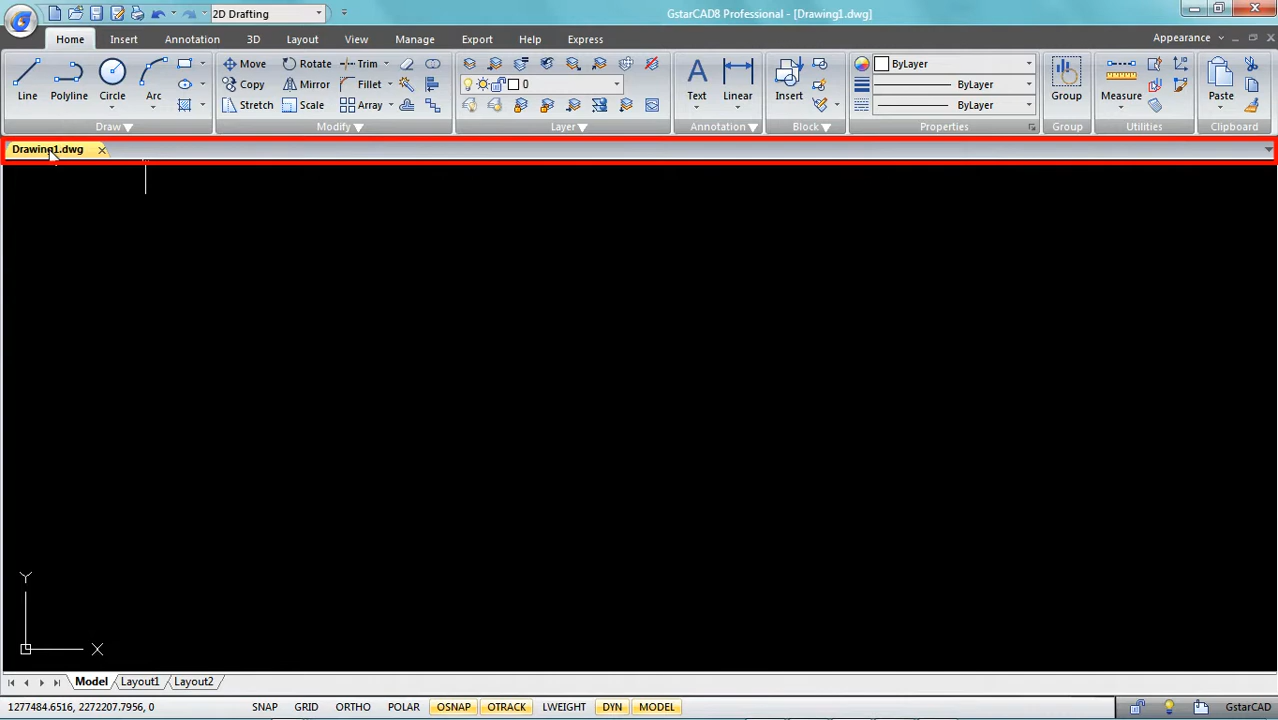 2D Drafting
GstarCAD8 Professional - [Drawing1.dwg]
Home Insert Annotation 3D Layout View Manage Export Help Express Appearance
Line Polyline Circle Arc
Move Rotate Trim
Copy Mirror Fillet
Stretch Scale Array
0
Text Linear
Insert
ByLayer
ByLayer
ByLayer
Group
Measure
Paste
Draw Modify Layer Annotation Block Properties Group Utilities Clipboard
Drawing1.dwg
Y
X
Model Layout1 Layout2
1277484.6516, 2272207.7956, 0 SNAP GRID ORTHO POLAR OSNAP OTRACK LWEIGHT DYN MODEL GstarCAD